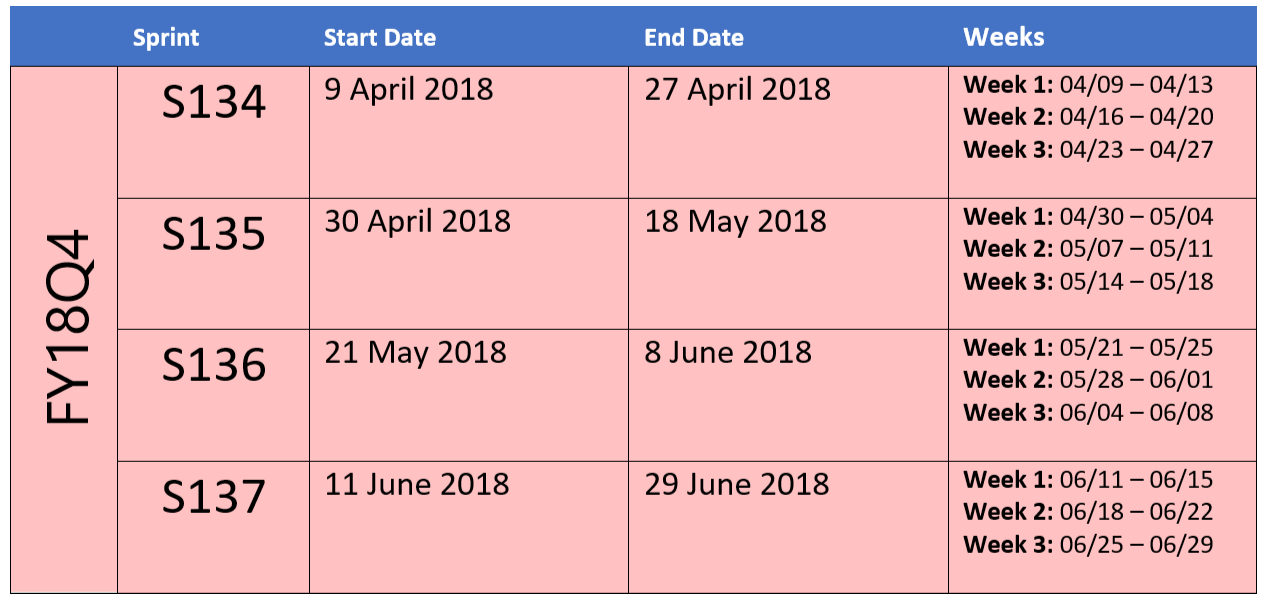 Sprint Start Date End Date Weeks
FY18Q4
S134 9 April 2018 27 April 2018 Week 1: 04/09 – 04/13
Week 2: 04/16 – 04/20
Week 3: 04/23 – 04/27
S135 30 April 2018 18 May 2018 Week 1: 04/30 – 05/04
Week 2: 05/07 – 05/11
Week 3: 05/14 – 05/18
S136 21 May 2018 8 June 2018 Week 1: 05/21 – 05/25
Week 2: 05/28 – 06/01
Week 3: 06/04 – 06/08
S137 11 June 2018 29 June 2018 Week 1: 06/11 – 06/15
Week 2: 06/18 – 06/22
Week 3: 06/25 – 06/29